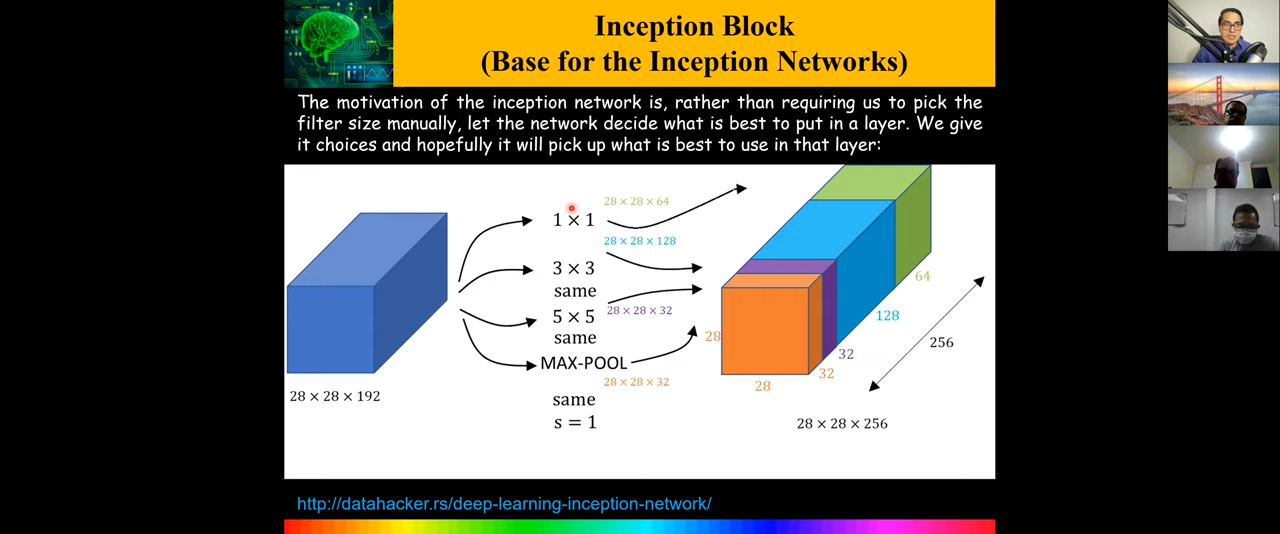 Inception Block
(Base for the Inception Networks)
The motivation of the inception network is, rather than requiring us to pick the
filter size manually, let the network decide what is best to put in a layer. We give
it choices and hopefully it will pick up what is best to use in that layer:
28 × 28 × 192
1 × 1
28 × 28 × 64
28 × 28 × 128
3 × 3
same
5 × 5
28 × 28 × 32
same
MAX-POOL
28 × 28 × 32
same
s = 1
28
28
32
32
128
64
256
28 × 28 × 256
http://datahacker.rs/deep-learning-inception-network/